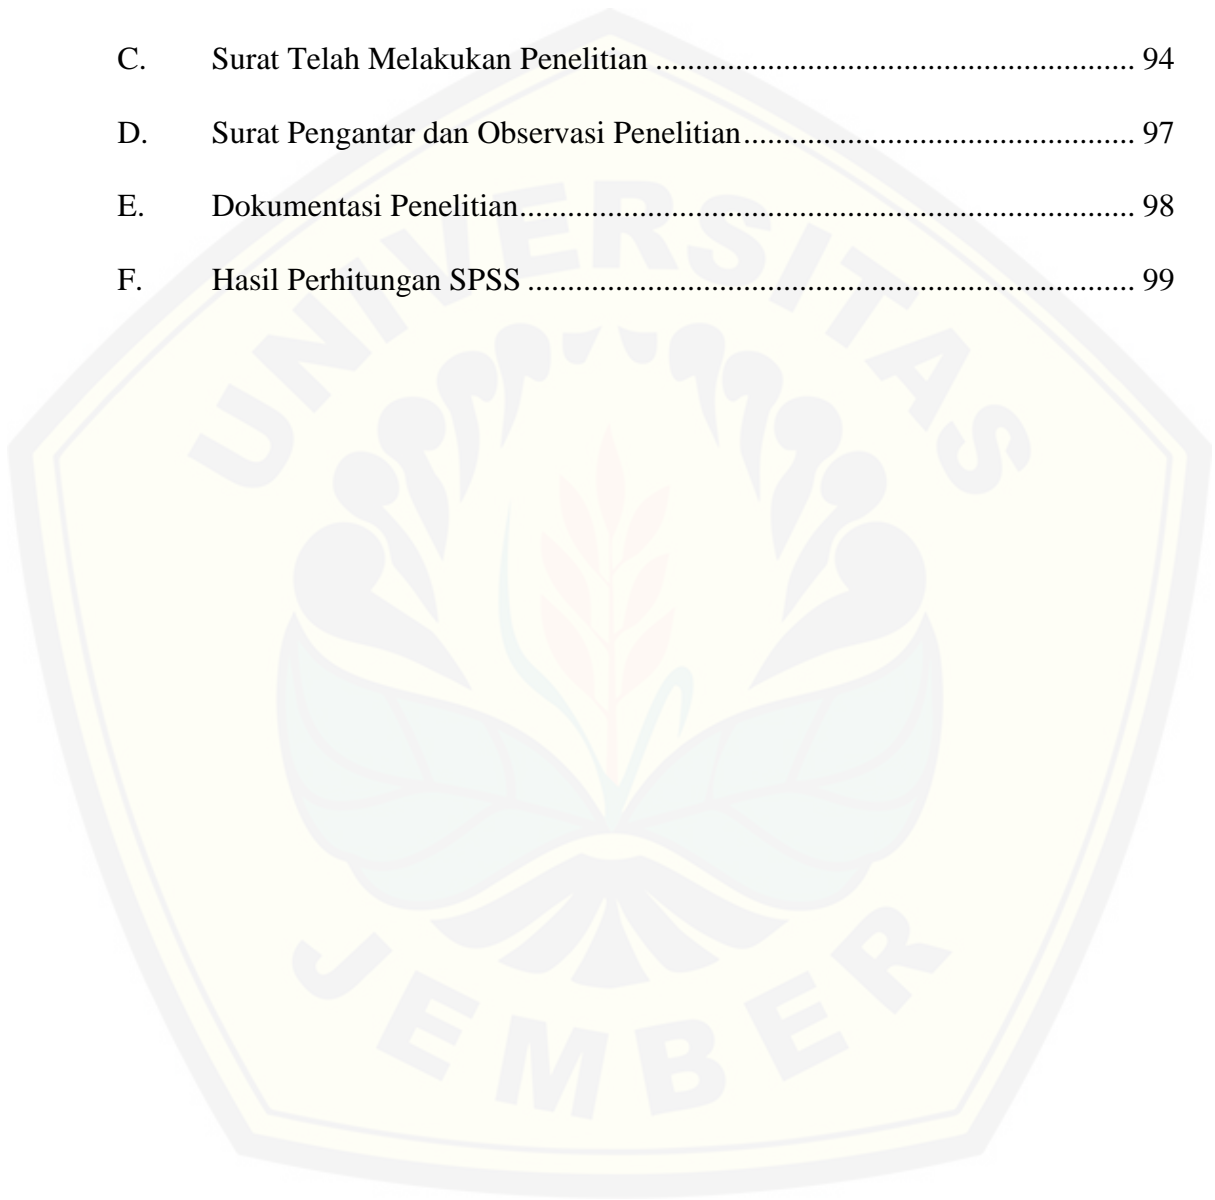 C. Surat Telah Melakukan Penelitian ............................................................ 94
D. Surat Pengantar dan Observasi Penelitian ................................................. 97
E. Dokumentasi Penelitian ............................................................................. 98
F. Hasil Perhitungan SPSS ............................................................................ 99
UNIVERSITAS
JEMBER